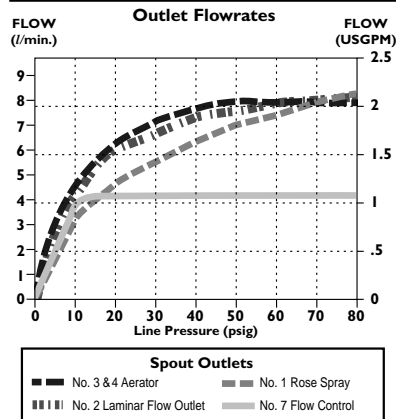 Outlet Flowrates
FLOW
(l/min.)
FLOW
(USGPM)
9
8
7
6
5
4
3
2
1
0
2.5
2
1.5
1
.5
0
0 10 20 30 40 50 60 70 80
Line Pressure (psig)
Spout Outlets
No. 3 & 4 Aerator
No. 1 Rose Spray
No. 2 Laminar Flow Outlet
No. 7 Flow Control